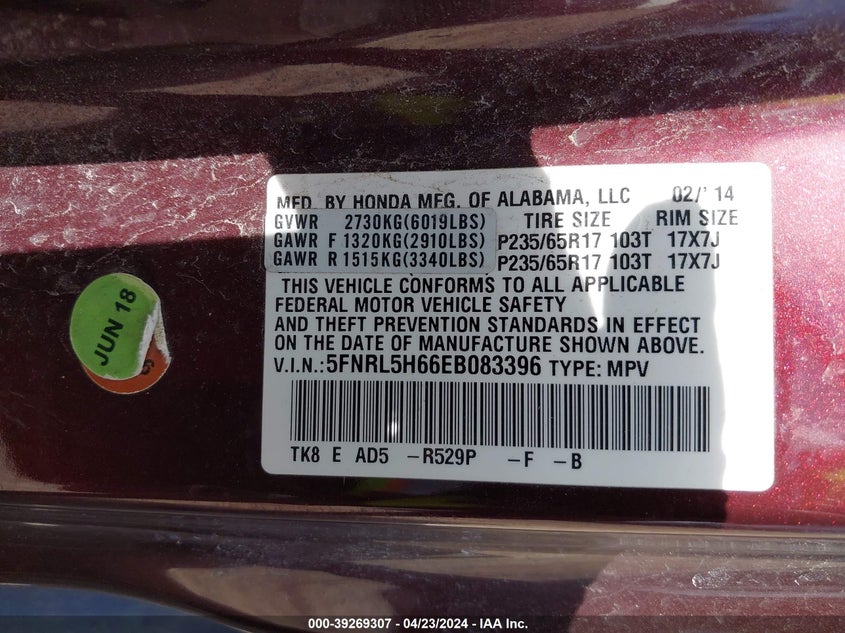 MFD. BY HONDA MFG. OF ALABAMA, LLC 02/' 14
GVWR 2730KG(6019LBS) TIRE SIZE RIM SIZE
GAWR F 1320KG(2910LBS) P235/65R17 103T 17X7J
GAWR R 1515KG(3340LBS) P235/65R17 103T 17X7J
THIS VEHICLE CONFORMS TO ALL APPLICABLE
FEDERAL MOTOR VEHICLE SAFETY
AND THEFT PREVENTION STANDARDS IN EFFECT
ON THE DATE OF MANUFACTURE SHOWN ABOVE.
V.I.N.:5FNRL5H66EB083396 TYPE: MPV
TK8 E AD5 -R529P -F -B
JUN 18
000-39269307 - 04/23/2024 - IAA Inc.